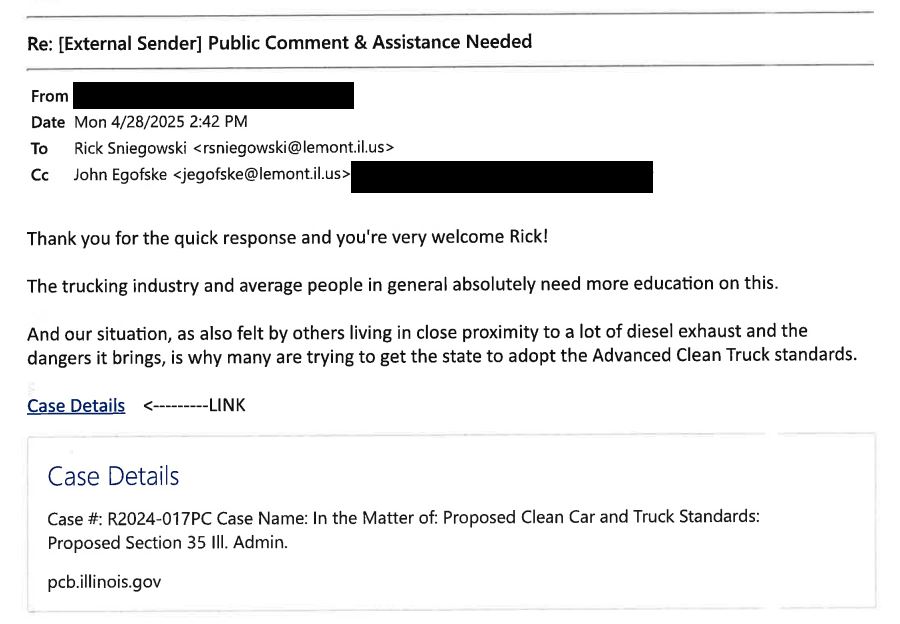 Re: [External Sender] Public Comment & Assistance Needed
From
Date Mon 4/28/2025 2:42 PM
To Rick Sniegowski <rsniegowski@lemont.il.us>
Cc John Egofske <jegofske@lemont.il.us>
Thank you for the quick response and you're very welcome Rick!
The trucking industry and average people in general absolutely need more education on this.
And our situation, as also felt by others living in close proximity to a lot of diesel exhaust and the
dangers it brings, is why many are trying to get the state to adopt the Advanced Clean Truck standards.
Case Details <---------LINK
Case Details
Case #: R2024-017PC Case Name: In the Matter of: Proposed Clean Car and Truck Standards:
Proposed Section 35 Ill. Admin.
pcb.illinois.gov